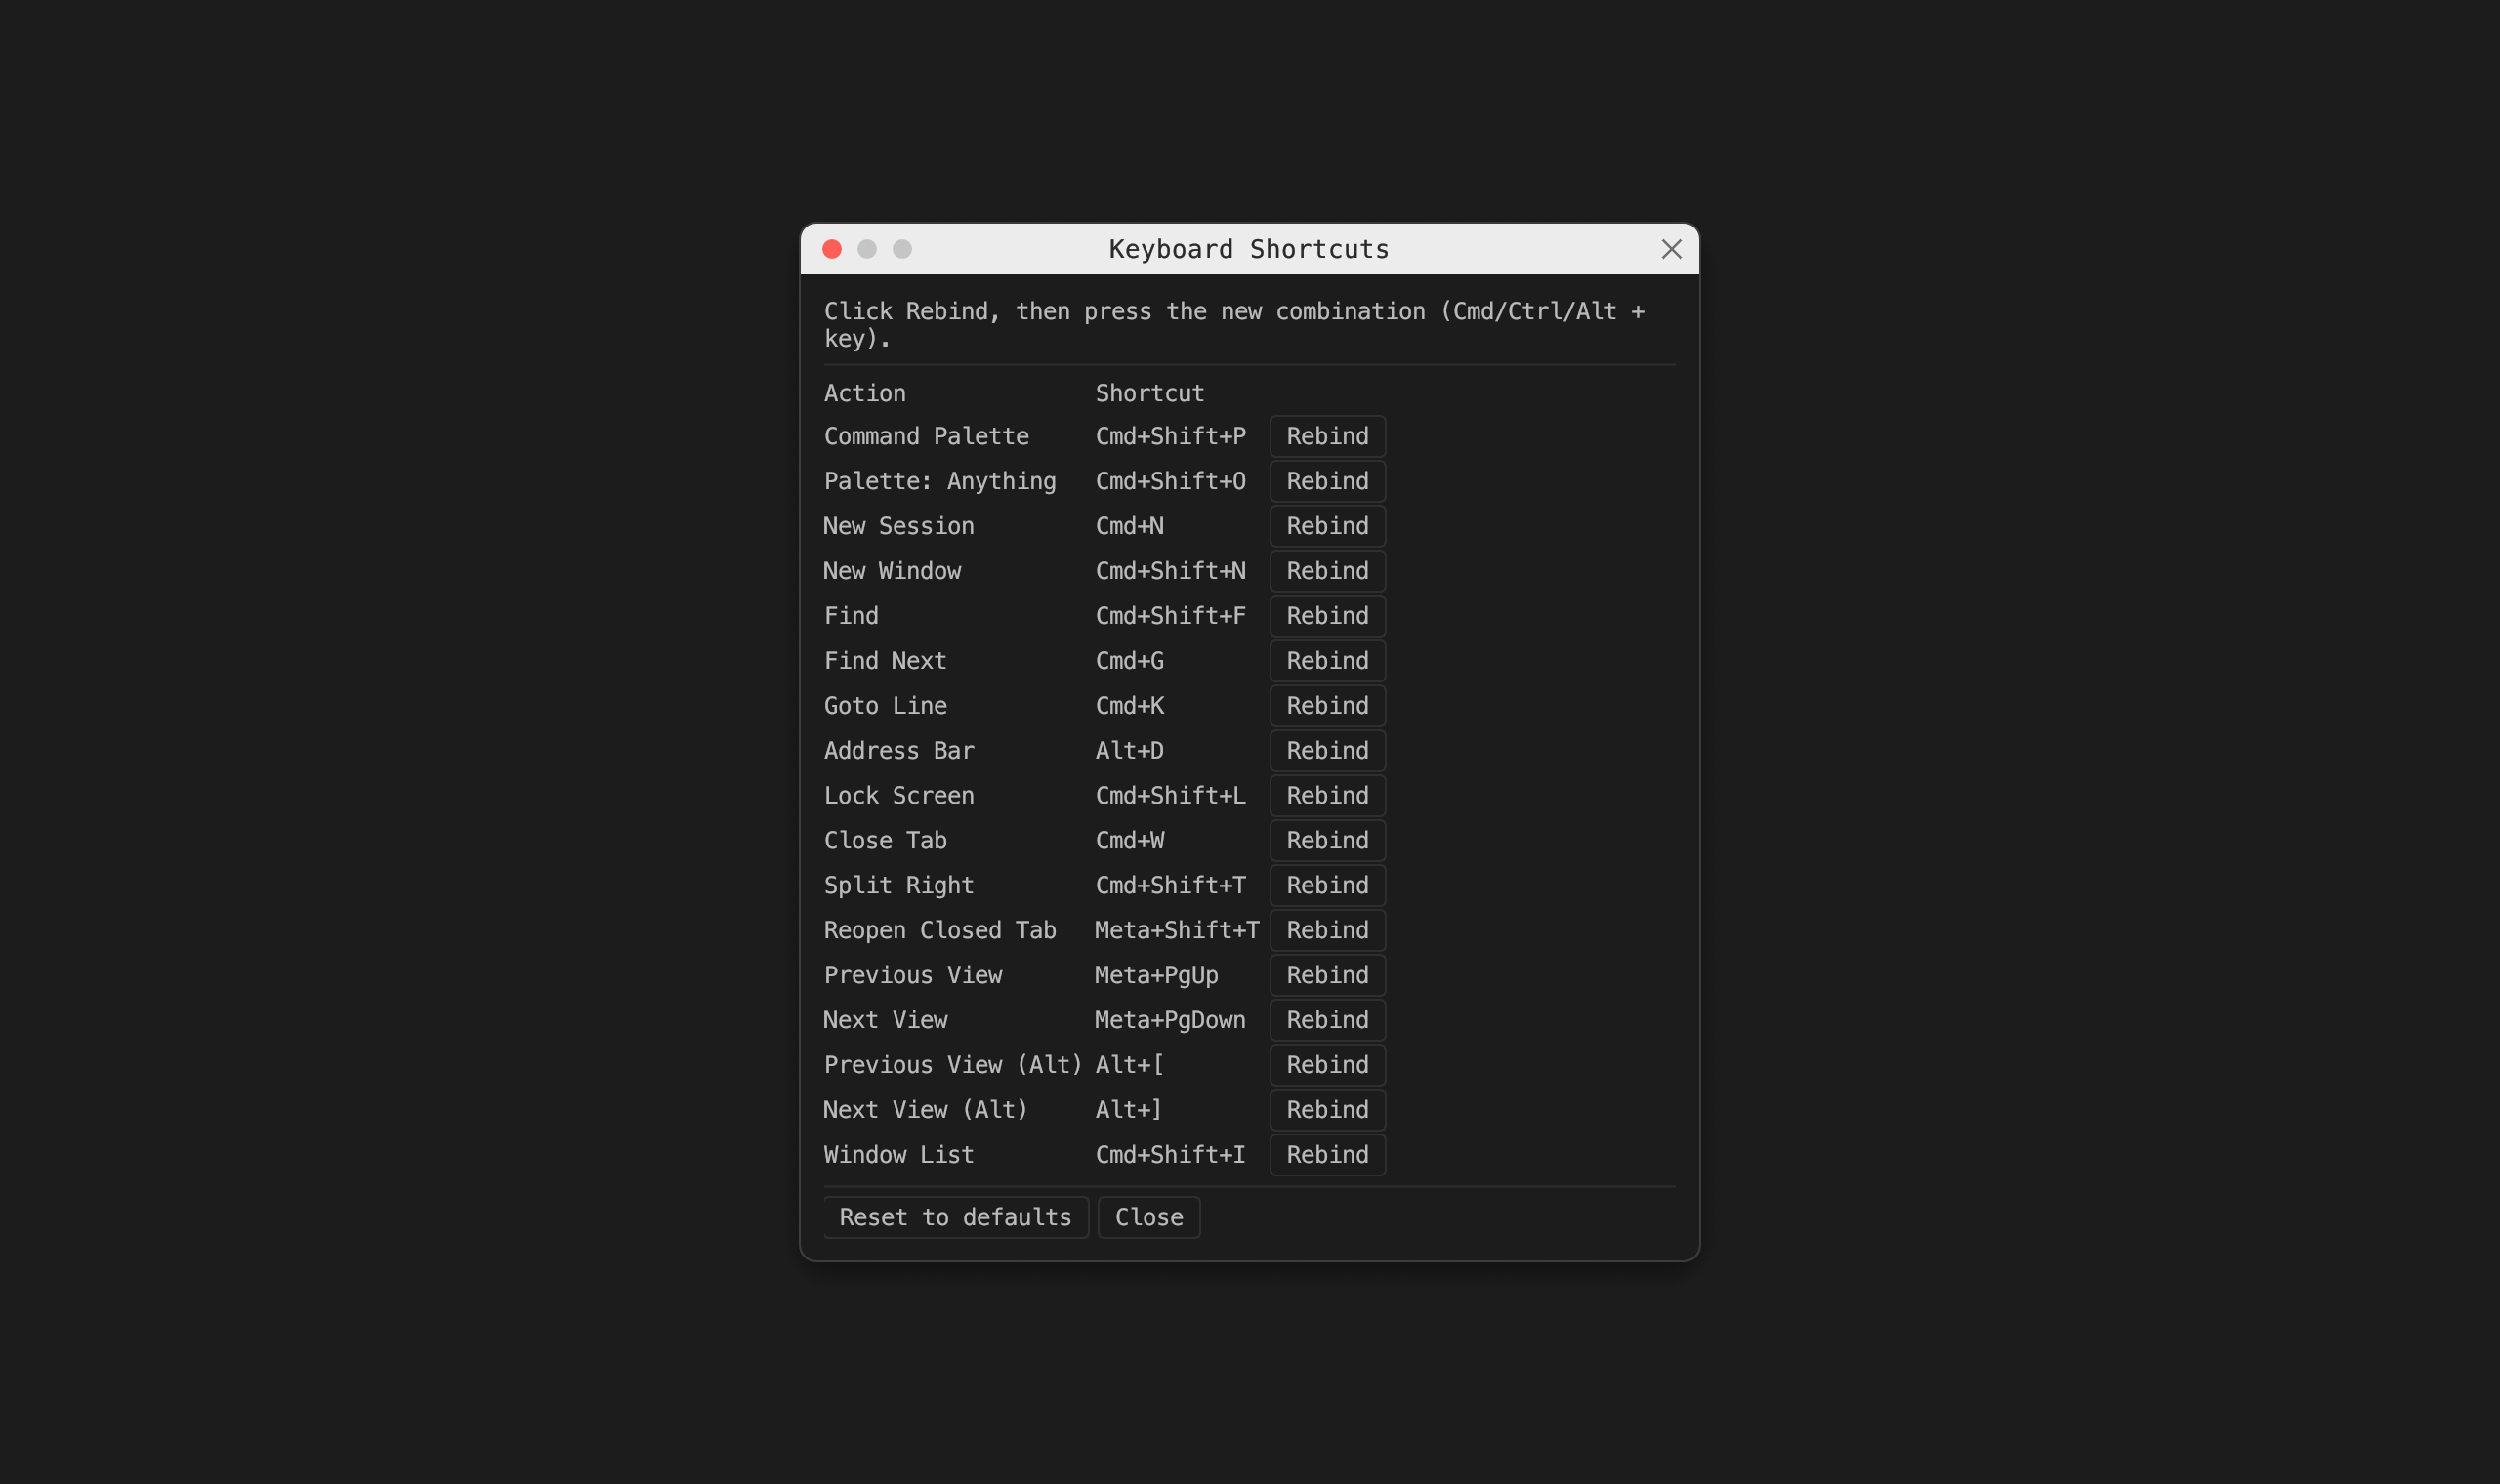 Keyboard Shortcuts
Click Rebind, then press the new combination (Cmd/Ctrl/Alt +
key).
Action Shortcut
Command Palette Cmd+Shift+P Rebind
Palette: Anything Cmd+Shift+O Rebind
New Session Cmd+N Rebind
New Window Cmd+Shift+N Rebind
Find Cmd+Shift+F Rebind
Find Next Cmd+G Rebind
Goto Line Cmd+K Rebind
Address Bar Alt+D Rebind
Lock Screen Cmd+Shift+L Rebind
Close Tab Cmd+W Rebind
Split Right Cmd+Shift+T Rebind
Reopen Closed Tab Meta+Shift+T Rebind
Previous View Meta+PgUp Rebind
Next View Meta+PgDown Rebind
Previous View (Alt) Alt+[ Rebind
Next View (Alt) Alt+] Rebind
Window List Cmd+Shift+I Rebind
Reset to defaults Close